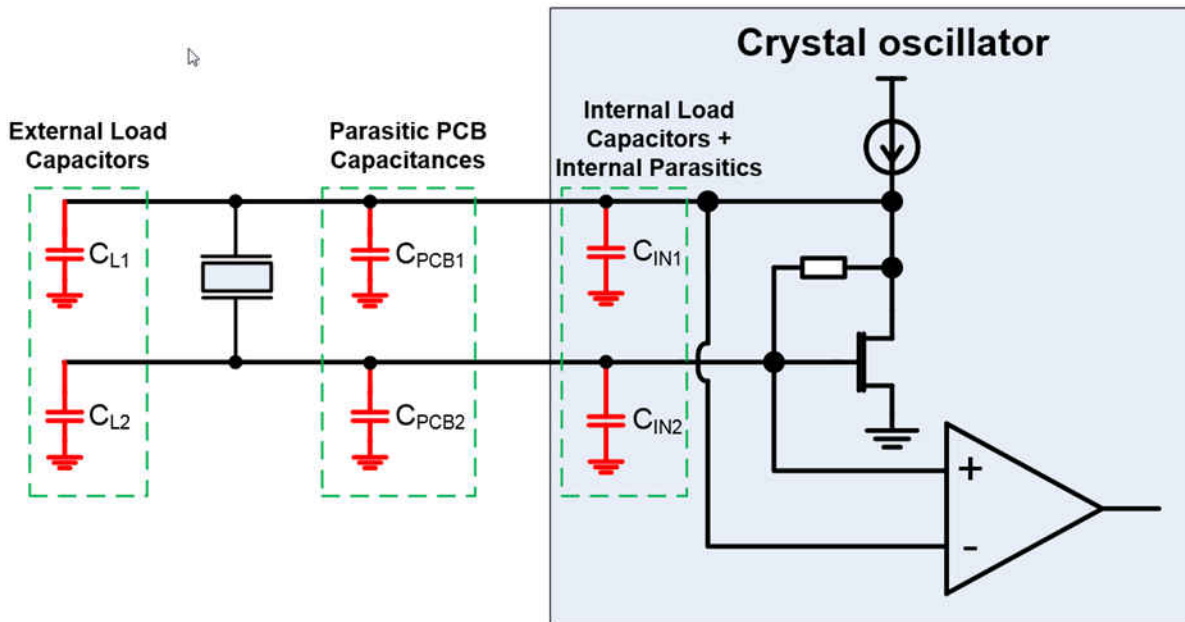 Crystal oscillator
External Load
Capacitors
Parasitic PCB
Capacitances
Internal Load
Capacitors +
Internal Parasitics
CL1
CPCB1
CIN1
CL2
CPCB2
CIN2
+
-